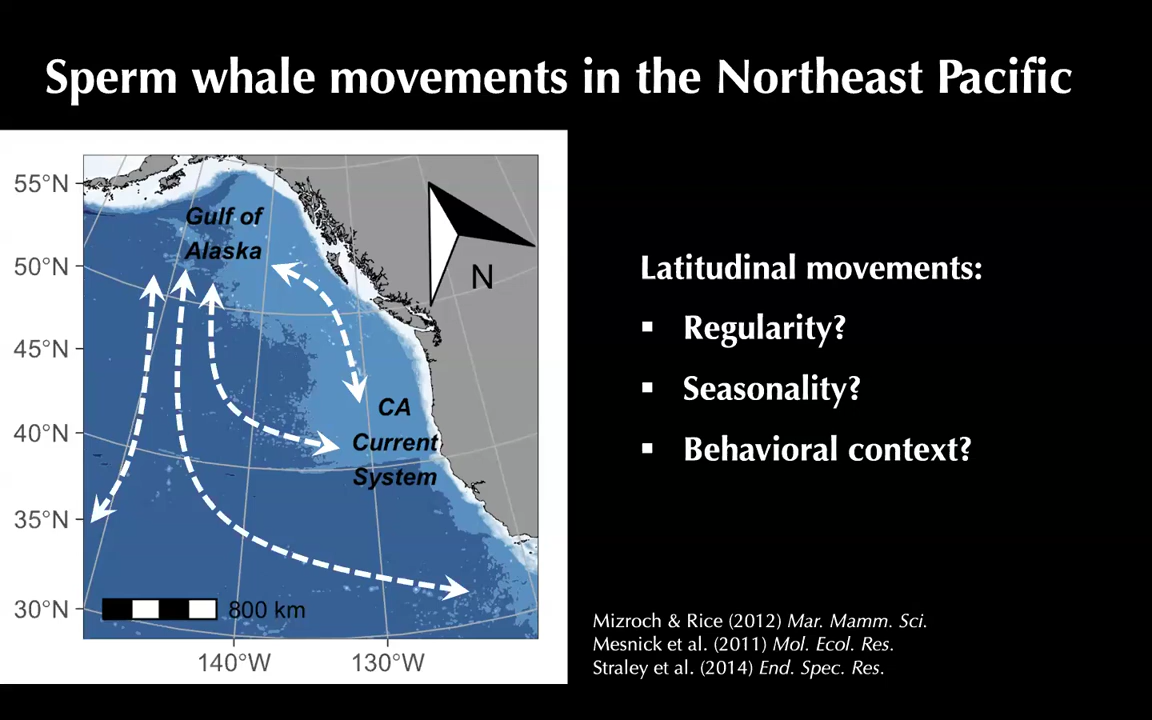 Sperm whale movements in the Northeast Pacific
55°N
50°N
45°N
40°N
35°N
30°N
Gulf of
Alaska
N
CA
Current
System
800 km
140°W
130°W
Latitudinal movements:
▪ Regularity?
▪ Seasonality?
▪ Behavioral context?
Mizroch & Rice (2012) Mar. Mamm. Sci.
Mesnick et al. (2011) Mol. Ecol. Res.
Straley et al. (2014) End. Spec. Res.